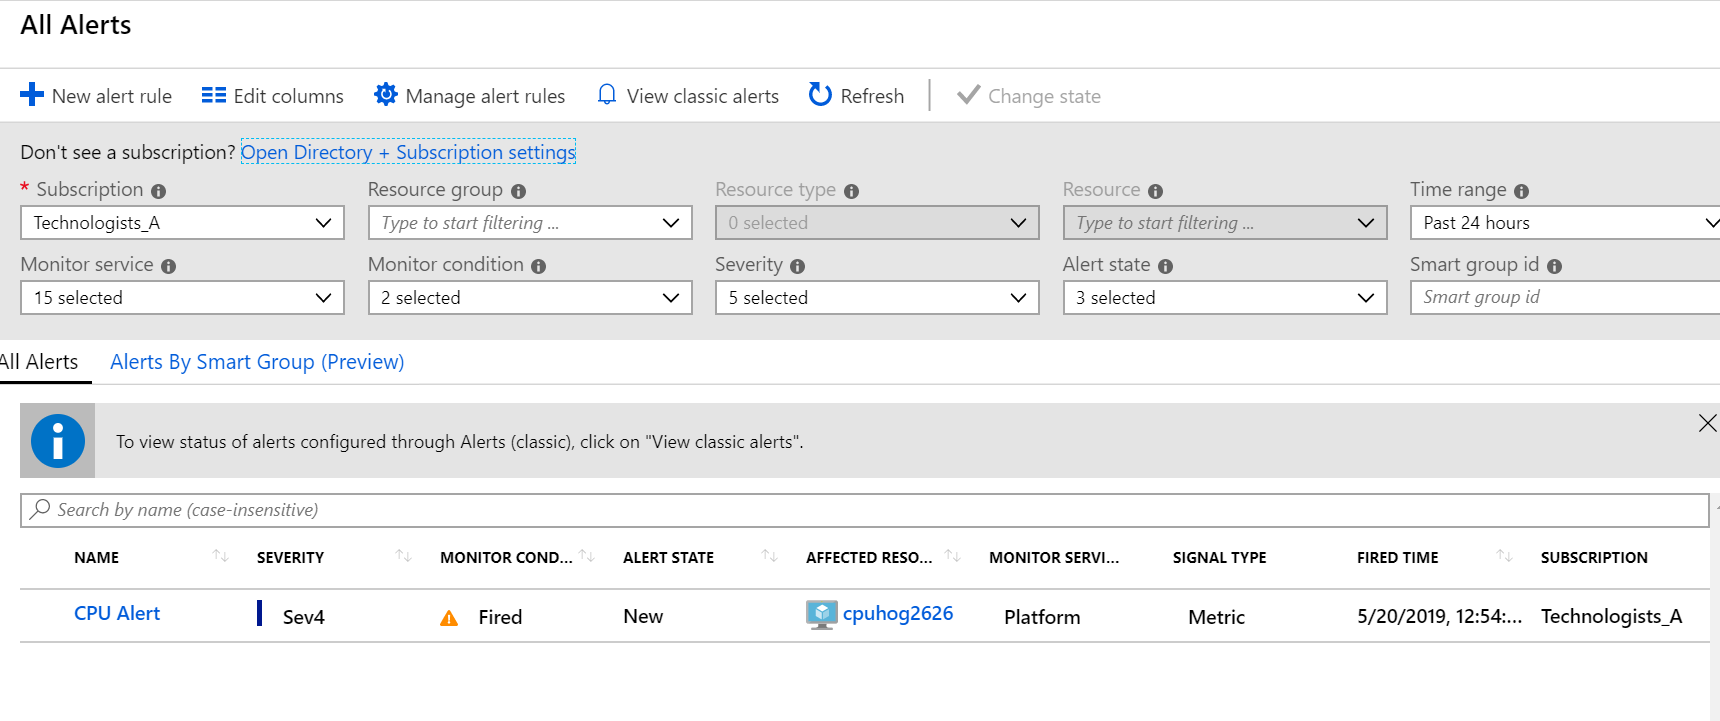 All Alerts
New alert rule Edit columns Manage alert rules View classic alerts Refresh Change state
Don't see a subscription? Open Directory + Subscription settings
* Subscription Resource group Resource type Resource Time range
Technologists_A Type to start filtering ... 0 selected Type to start filtering ... Past 24 hours
Monitor service Monitor condition Severity Alert state Smart group id
15 selected 2 selected 5 selected 3 selected Smart group id
All Alerts Alerts By Smart Group (Preview)
To view status of alerts configured through Alerts (classic), click on "View classic alerts".
Search by name (case-insensitive)
NAME SEVERITY MONITOR COND... ALERT STATE AFFECTED RESO... MONITOR SERVI... SIGNAL TYPE FIRED TIME SUBSCRIPTION
CPU Alert Sev4 Fired New cpuhog2626 Platform Metric 5/20/2019, 12:54:... Technologists_A